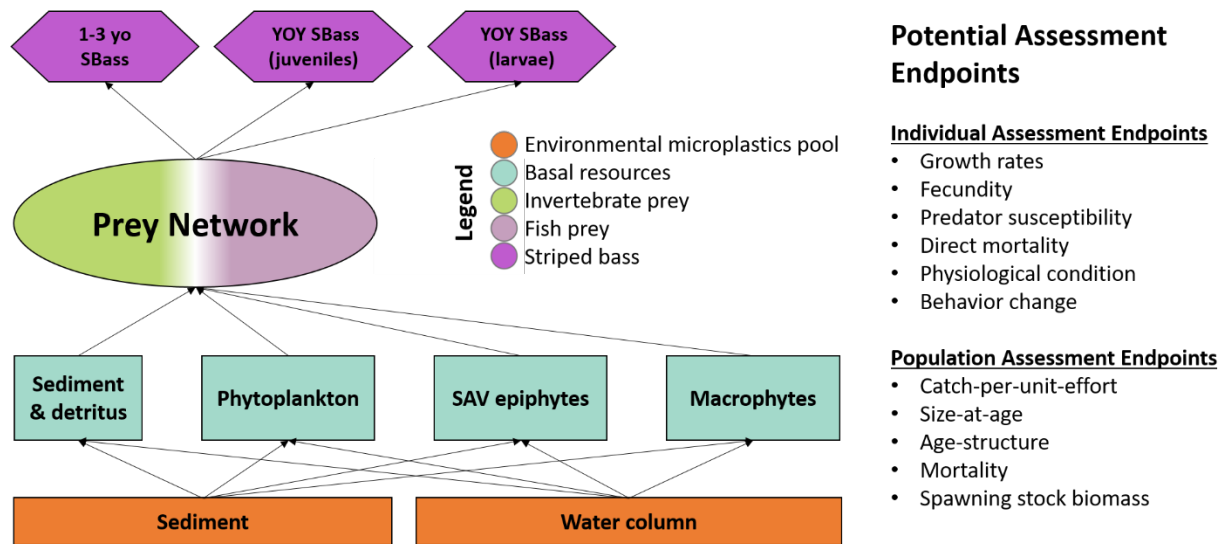 1-3 yo
SBass
YOY SBass
(juveniles)
YOY SBass
(larvae)
Prey Network
Legend
Environmental microplastics pool
Basal resources
Invertebrate prey
Fish prey
Striped bass
Sediment
& detritus
Phytoplankton
SAV epiphytes
Macrophytes
Sediment
Water column
Potential Assessment
Endpoints
Individual Assessment Endpoints
• Growth rates
• Fecundity
• Predator susceptibility
• Direct mortality
• Physiological condition
• Behavior change
Population Assessment Endpoints
• Catch-per-unit-effort
• Size-at-age
• Age-structure
• Mortality
• Spawning stock biomass